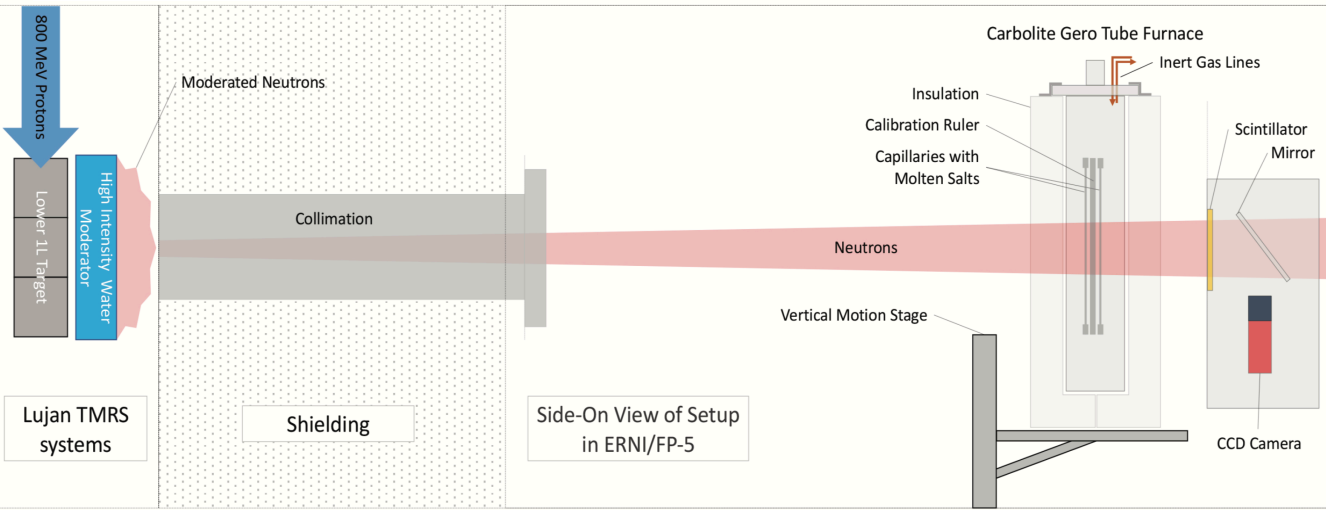 800 MeV Protons
Moderated Neutrons
Lower 1L Target
High Intensity Water
Moderator
Collimation
Lujan TMRS
systems
Shielding
Side-On View of Setup
in ERNI/FP-5
Neutrons
Vertical Motion Stage
Carbolite Gero Tube Furnace
Inert Gas Lines
Insulation
Calibration Ruler
Capillaries with
Molten Salts
Scintillator
Mirror
CCD Camera